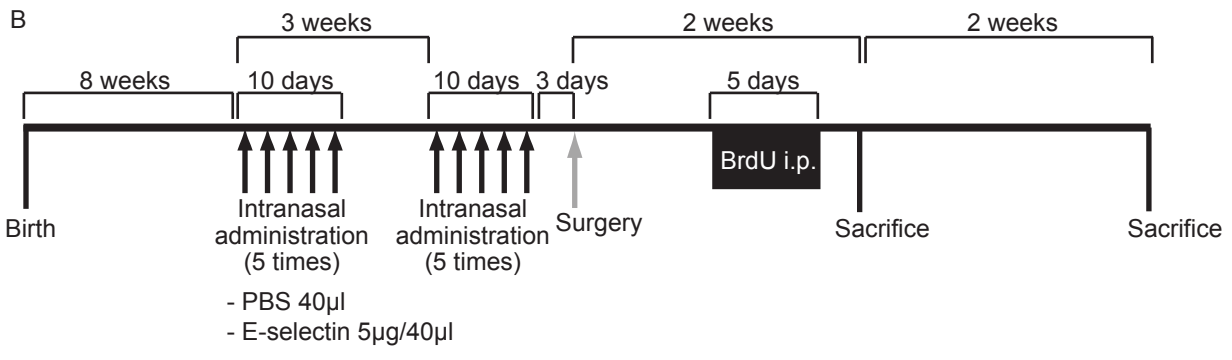 B
3 weeks
2 weeks
2 weeks
8 weeks
10 days
10 days
3 days
5 days
BrdU i.p.
Birth
Intranasal
administration
(5 times)
Intranasal
administration
(5 times)
Surgery
Sacrifice
Sacrifice
- PBS 40µl
- E-selectin 5µg/40µl